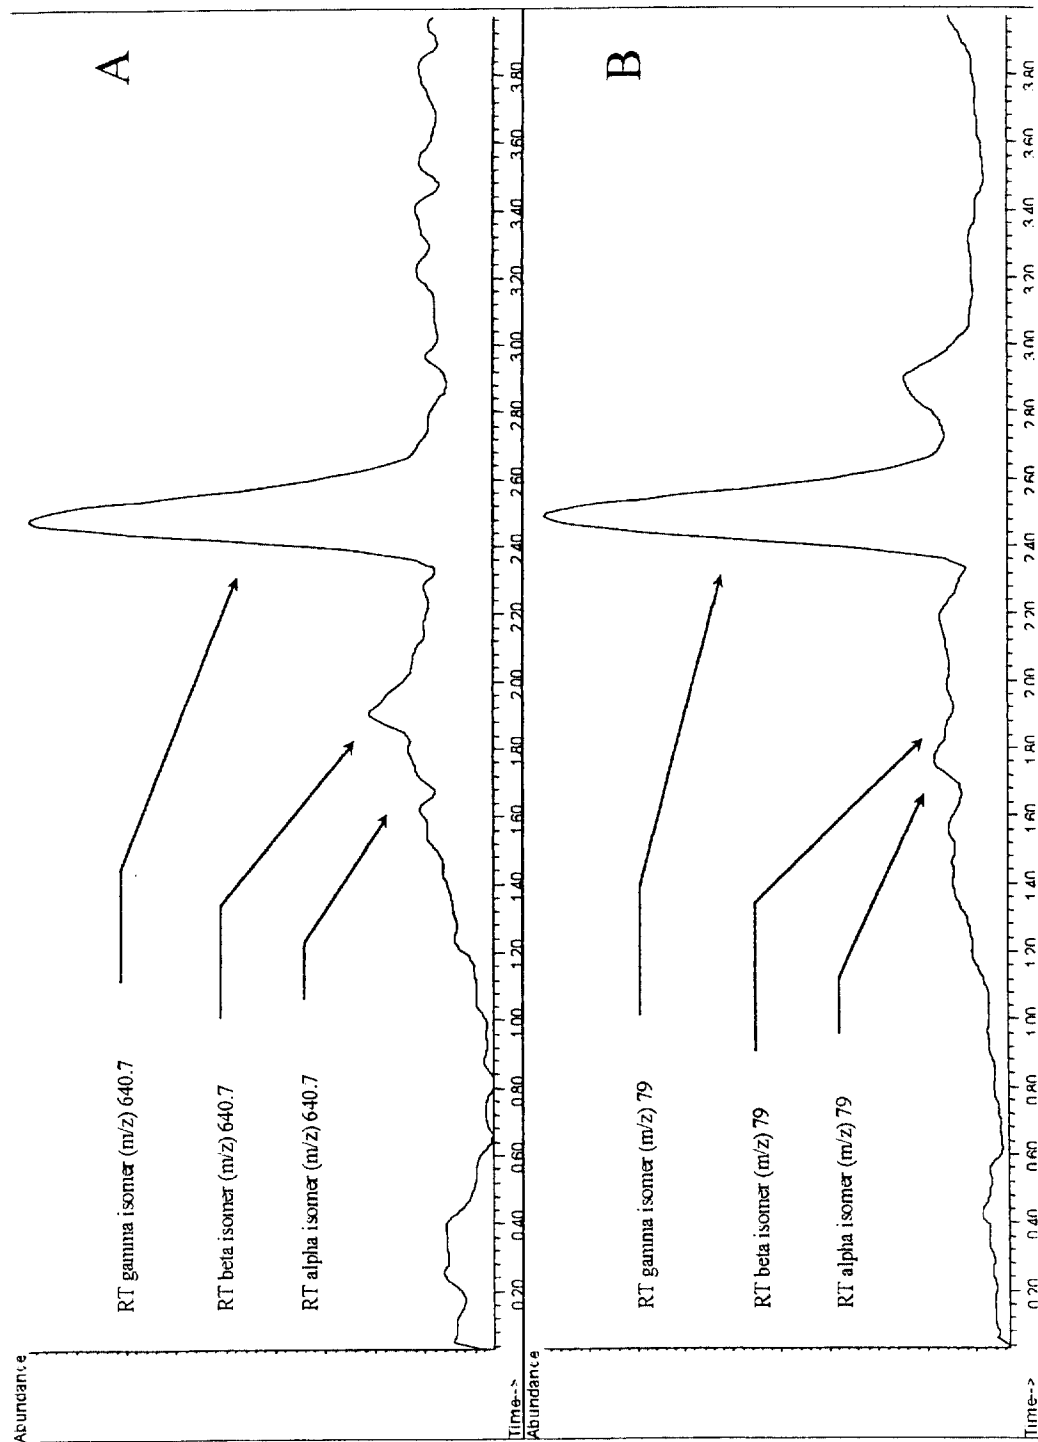 Abundance
A
RT gamma isomer (m/z) 640.7
RT beta isomer (m/z) 640.7
RT alpha isomer (m/z) 640.7
Time--> 0.20 0.40 0.60 0.80 1.00 1.20 1.40 1.60 1.80 2.00 2.20 2.40 2.60 2.80 3.00 3.20 3.40 3.60 3.80
Abundance
B
RT gamma isomer (m/z) 79
RT beta isomer (m/z) 79
RT alpha isomer (m/z) 79
Time--> 0.20 0.40 0.60 0.80 1.00 1.20 1.40 1.60 1.80 2.00 2.20 2.40 2.60 2.80 3.00 3.20 3.40 3.60 3.80